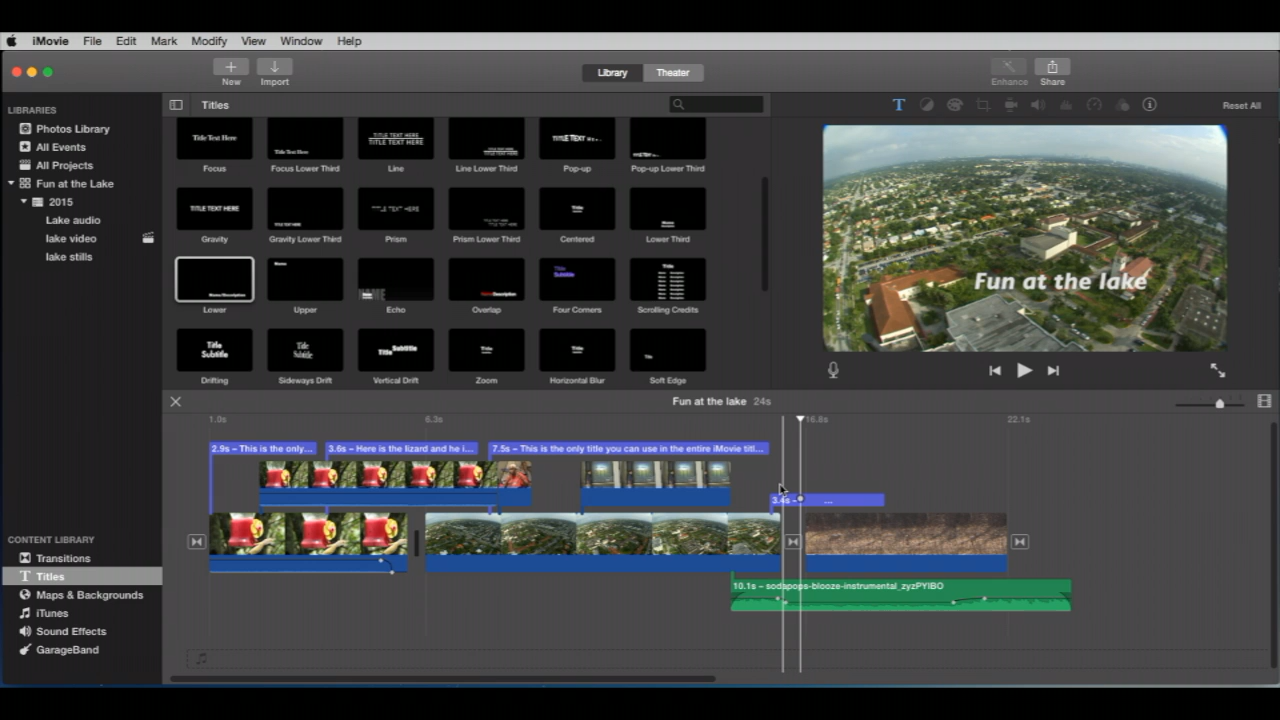 iMovie File Edit Mark Modify View Window Help
New Import Library Theater Enhance Share
LIBRARIES
Photos Library
All Events
All Projects
Fun at the Lake
2015
Lake audio
lake video
lake stills
CONTENT LIBRARY
Transitions
Titles
Maps & Backgrounds
iTunes
Sound Effects
GarageBand
Titles
Reset All
Title Text Here
TITLE TEXT HERE
TITLE TEXT HERE
Focus Focus Lower Third Line Line Lower Third Pop-up Pop-up Lower Third
TITLE TEXT HERE
Title
Gravity Gravity Lower Third Prism Prism Lower Third Centered Lower Third
Lower Upper Echo Overlap Four Corners Scrolling Credits
Title
Subtitle
Title
Subtitle
Title Subtitle
Drifting Sideways Drift Vertical Drift Zoom Horizontal Blur Soft Edge
Fun at the lake
Fun at the lake 24s
1.0s 6.3s 16.8s 22.1s
2.9s – This is the only... 3.6s – Here is the lizard and he i... 7.5s – This is the only title you can use in the entire iMovie titl...
...
10.1s – sodapops-blooze-instrumental_zyzPYIBO